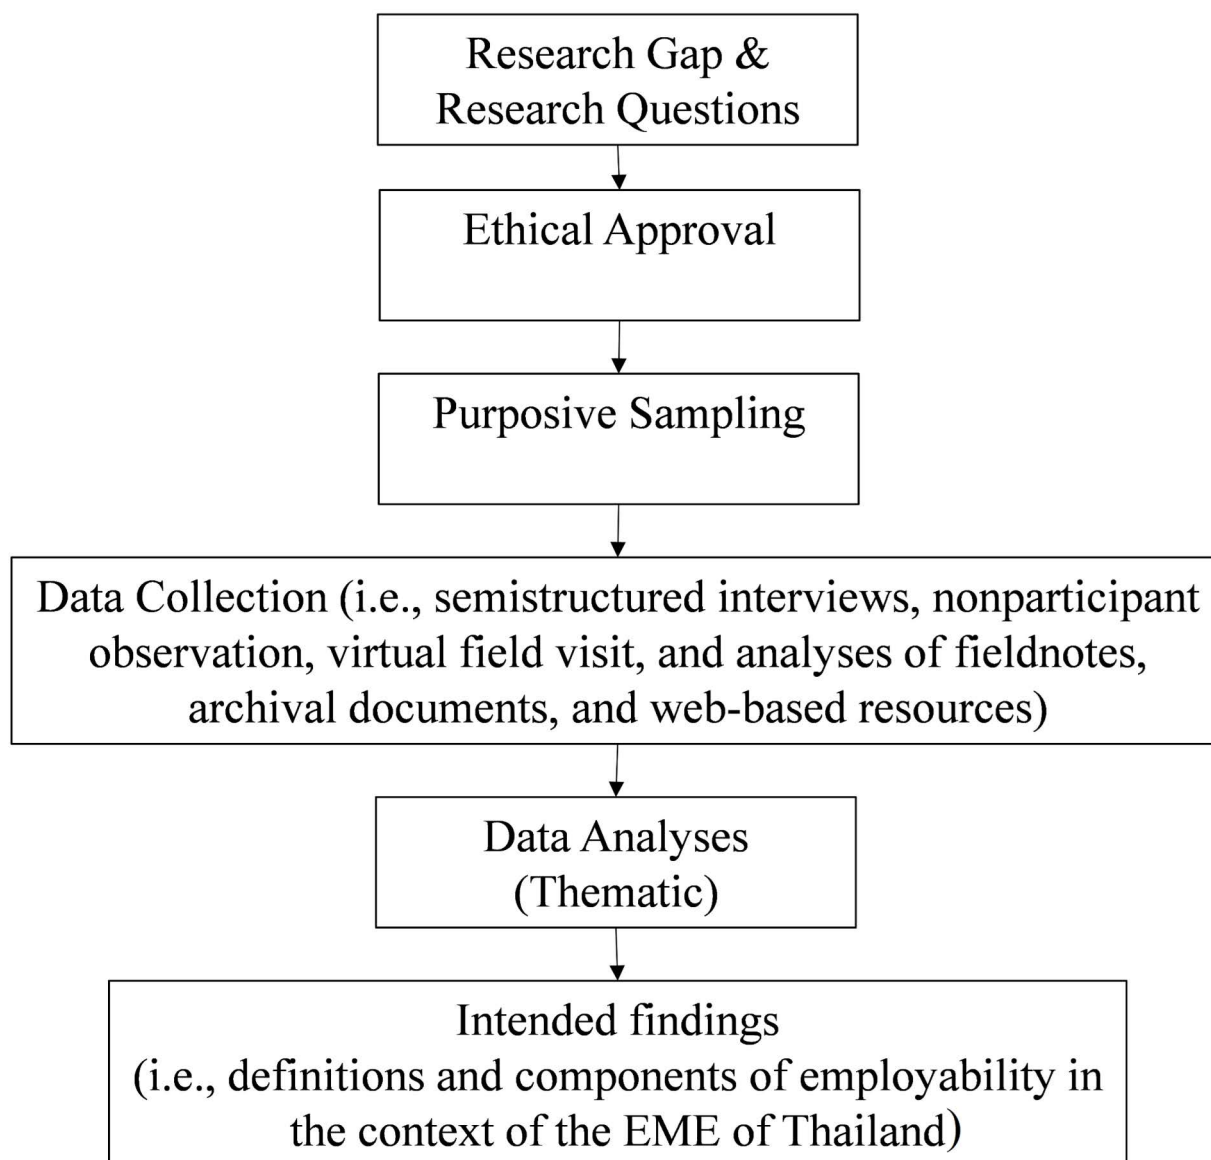 Research Gap &
Research Questions
Ethical Approval
Purposive Sampling
Data Collection (i.e., semistructured interviews, nonparticipant
observation, virtual field visit, and analyses of fieldnotes,
archival documents, and web-based resources)
Data Analyses
(Thematic)
Intended findings
(i.e., definitions and components of employability in
the context of the EME of Thailand)